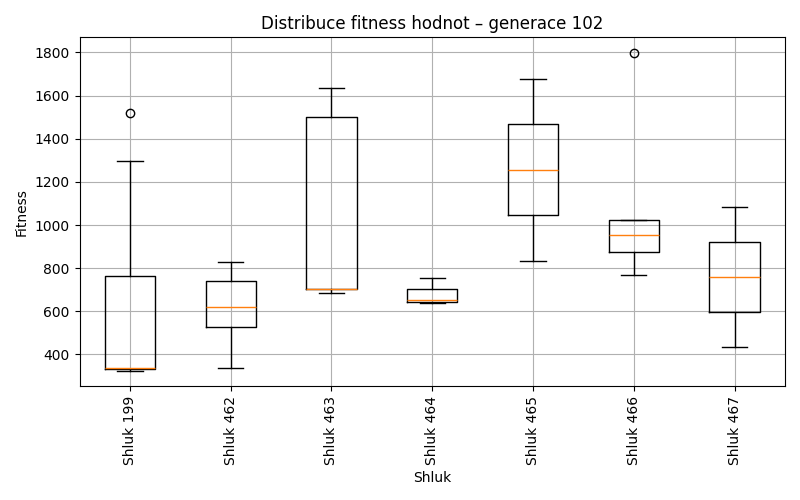 Distribuce fitness hodnot – generace 102
Fitness
1800
1600
1400
1200
1000
800
600
400
Shluk 199
Shluk 462
Shluk 463
Shluk 464
Shluk 465
Shluk 466
Shluk 467
Shluk